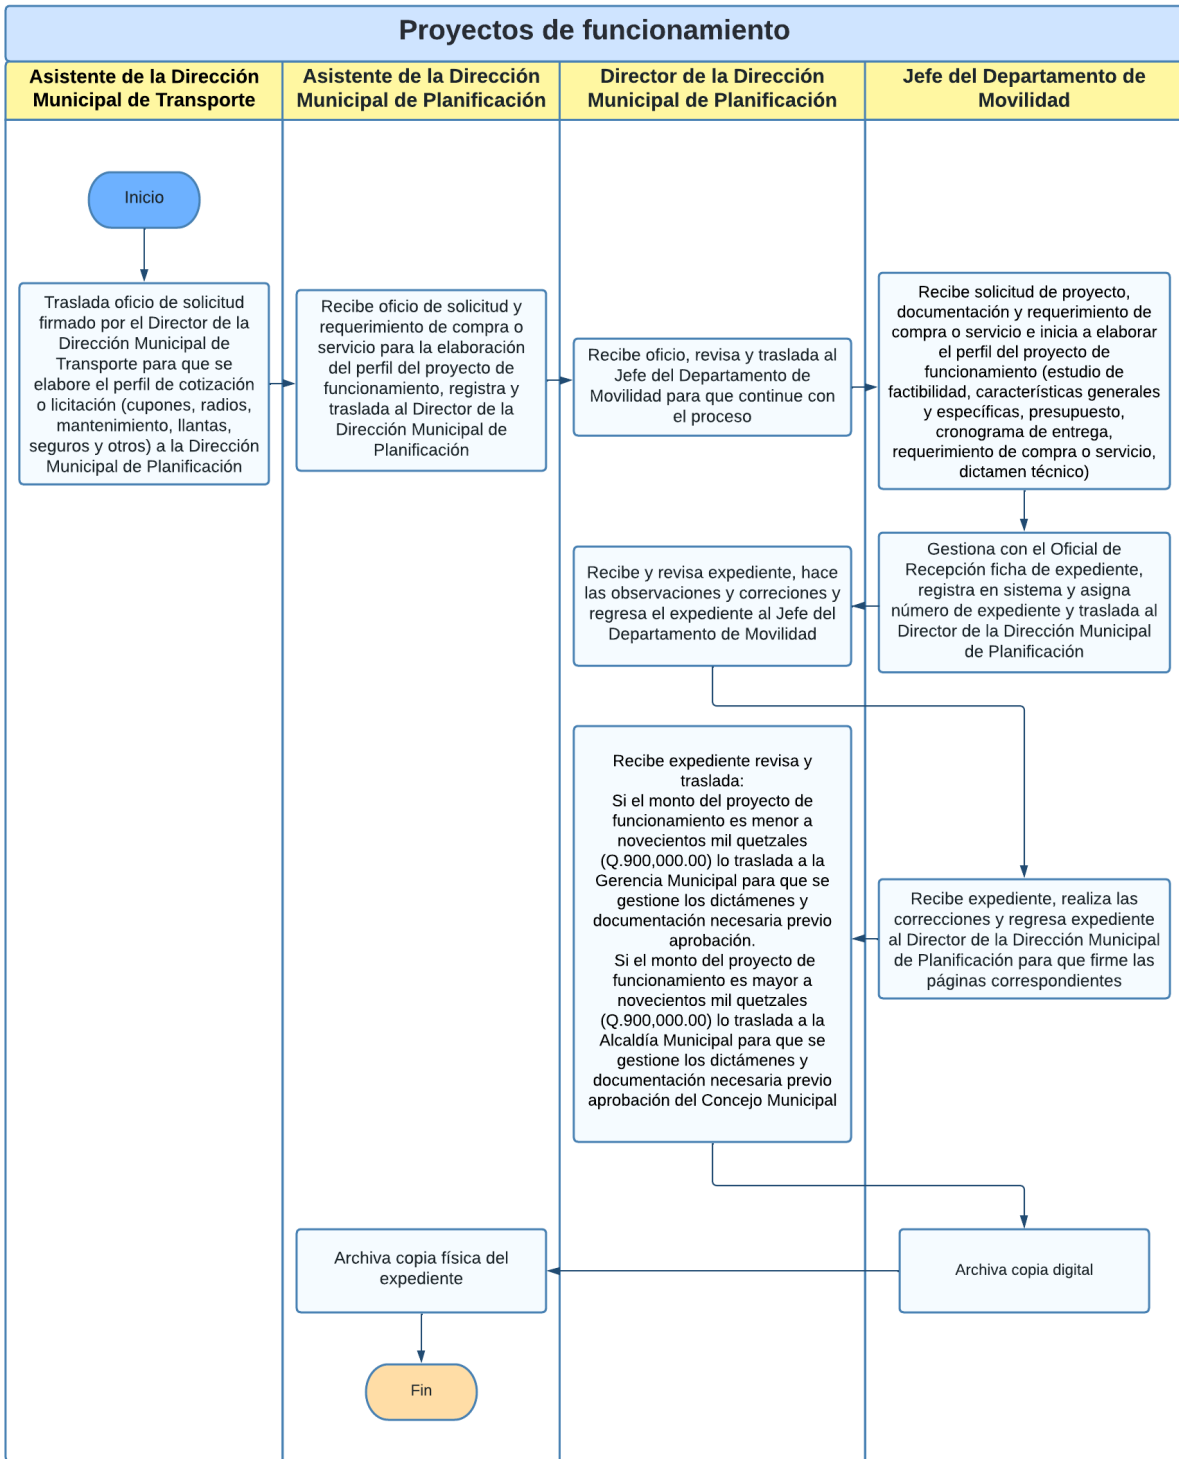 Proyectos de funcionamiento
Asistente de la Dirección
Municipal de Transporte
Asistente de la Dirección
Municipal de Planificación
Director de la Dirección
Municipal de Planificación
Jefe del Departamento de
Movilidad
Inicio
Traslada oficio de solicitud
firmado por el Director de la
Dirección Municipal de
Transporte para que se
elabore el perfil de cotización
o licitación (cupones, radios,
mantenimiento, llantas,
seguros y otros) a la Dirección
Municipal de Planificación
Recibe oficio de solicitud y
requerimiento de compra o
servicio para la elaboración
del perfil del proyecto de
funcionamiento, registra y
traslada al Director de la
Dirección Municipal de
Planificación
Recibe oficio, revisa y traslada al
Jefe del Departamento de
Movilidad para que continue con
el proceso
Recibe solicitud de proyecto,
documentación y requerimiento de
compra o servicio e inicia a elaborar
el perfil del proyecto de
funcionamiento (estudio de
factibilidad, características generales
y específicas, presupuesto,
cronograma de entrega,
requerimiento de compra o servicio,
dictamen técnico)
Gestiona con el Oficial de
Recepción ficha de expediente,
registra en sistema y asigna
número de expediente y traslada al
Director de la Dirección Municipal
de Planificación
Recibe y revisa expediente, hace
las observaciones y correciones y
regresa el expediente al Jefe del
Departamento de Movilidad
Recibe expediente, realiza las
correcciones y regresa expediente
al Director de la Dirección Municipal
de Planificación para que firme las
páginas correspondientes
Recibe expediente revisa y
traslada:
Si el monto del proyecto de
funcionamiento es menor a
novecientos mil quetzales
(Q.900,000.00) lo traslada a la
Gerencia Municipal para que se
gestione los dictámenes y
documentación necesaria previo
aprobación.
Si el monto del proyecto de
funcionamiento es mayor a
novecientos mil quetzales
(Q.900,000.00) lo traslada a la
Alcaldía Municipal para que se
gestione los dictámenes y
documentación necesaria previo
aprobación del Concejo Municipal
Archiva copia digital
Archiva copia física del
expediente
Fin